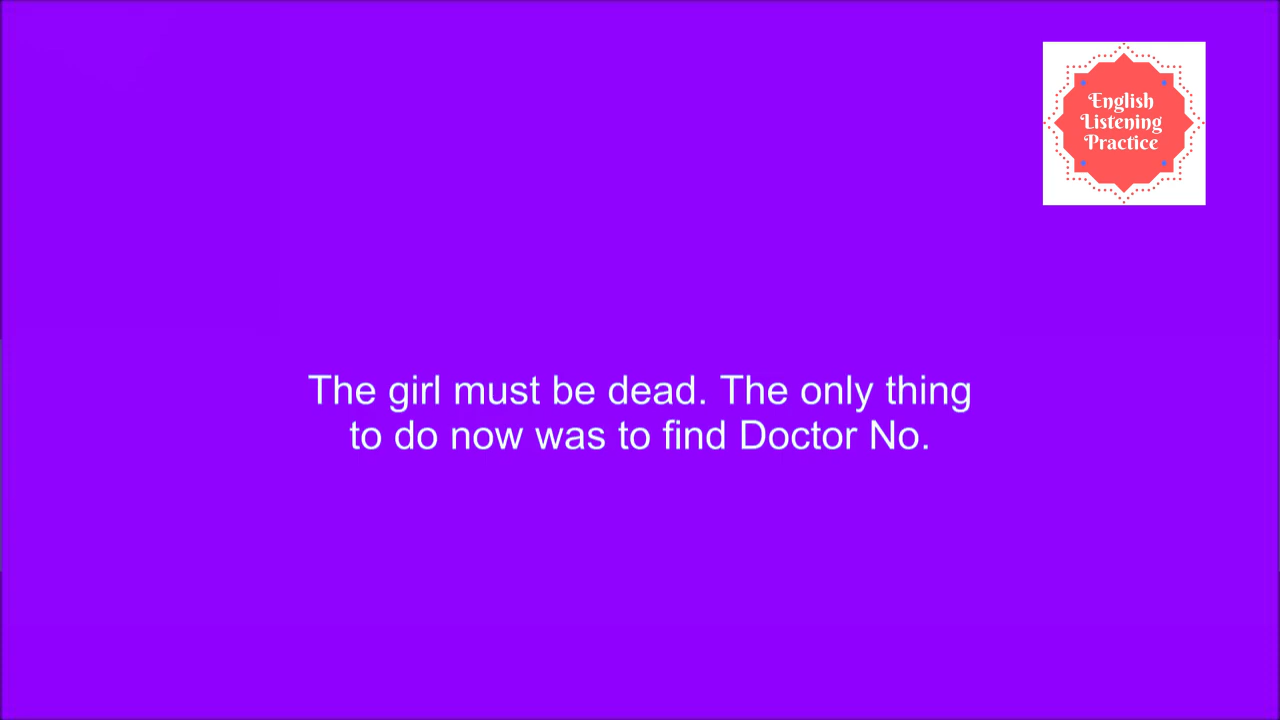 English
Listening
Practice
The girl must be dead. The only thing
to do now was to find Doctor No.